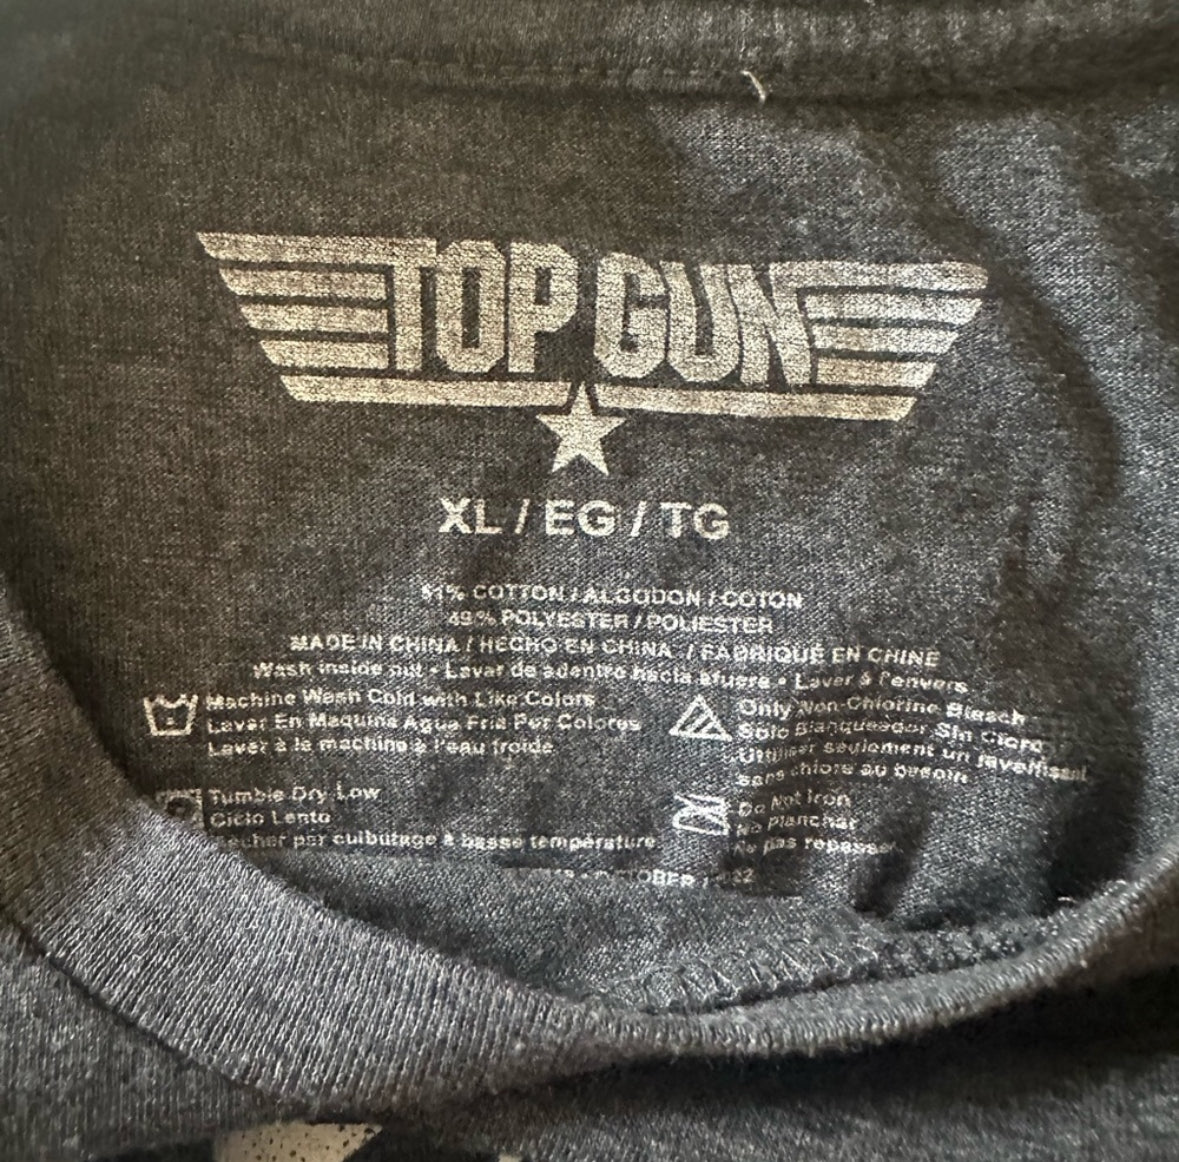 TOP GUN
XL / EG / TG
51% COTTON / ALGODON / COTON
49% POLYESTER / POLIESTER
MADE IN CHINA / HECHO EN CHINA / FABRIQUÉ EN CHINE
Wash inside out • Lavar de adentro hacia afuera • Laver à l'envers
Machine Wash Cold with Like Colors
Lavar En Maquina Agua Fria Por Colores
Laver à la machine à l'eau froide
Only Non-Chlorine Bleach
Solo Blanqueador Sin Cloro
Utiliser seulement un javellisant
sans chlore au besoin
Tumble Dry Low
Ciclo Lento
Sécher par culbutage à basse température
Do Not Iron
No Planchar
Ne pas repasser